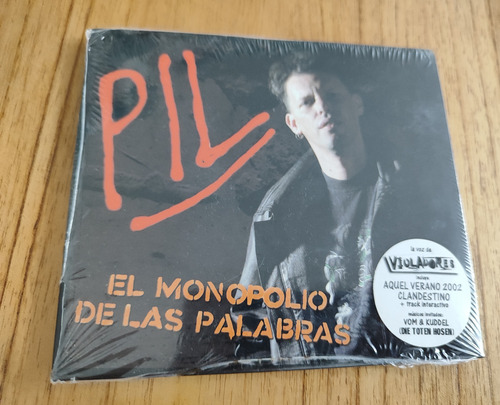 PIL
EL MONOPOLIO
DE LAS PALABRAS
la voz de
VIOLADORES
incluye
AQUEL VERANO 2002
CLANDESTINO
+ track interactivo
músicos invitados:
VOM & KUDDEL
(DIE TOTEN HOSEN)